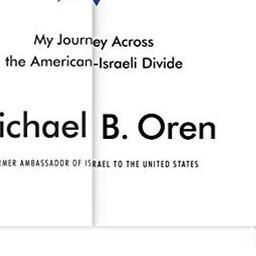 My Journey Across
the American-Israeli Divide
ichael B. Oren
RMER AMBASSADOR OF ISRAEL TO THE UNITED STATES